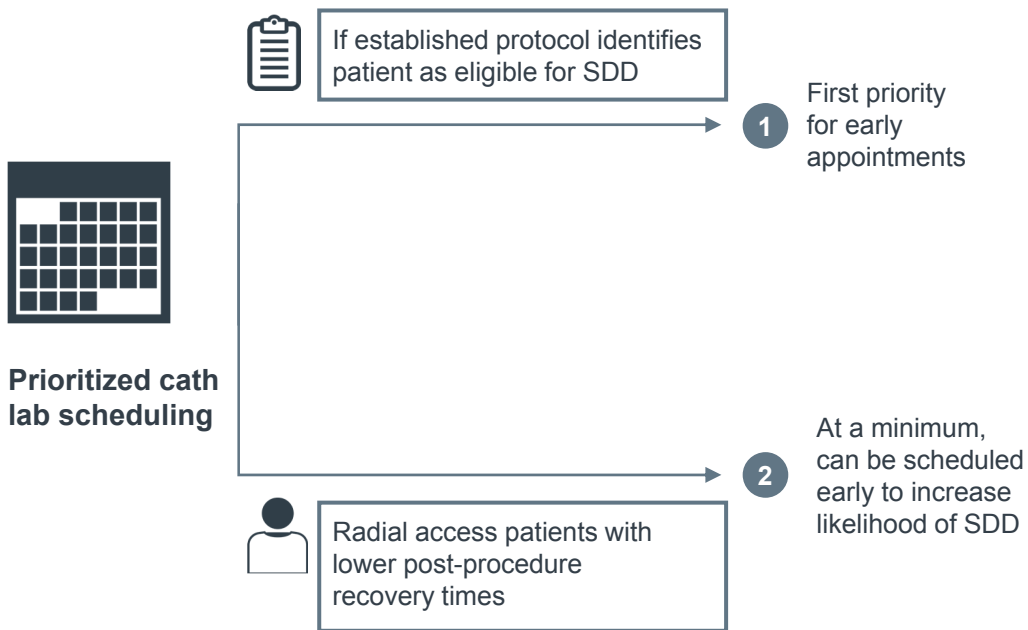 If established protocol identifies
patient as eligible for SDD
1
First priority
for early
appointments
Prioritized cath
lab scheduling
2
At a minimum,
can be scheduled
early to increase
likelihood of SDD
Radial access patients with
lower post-procedure
recovery times